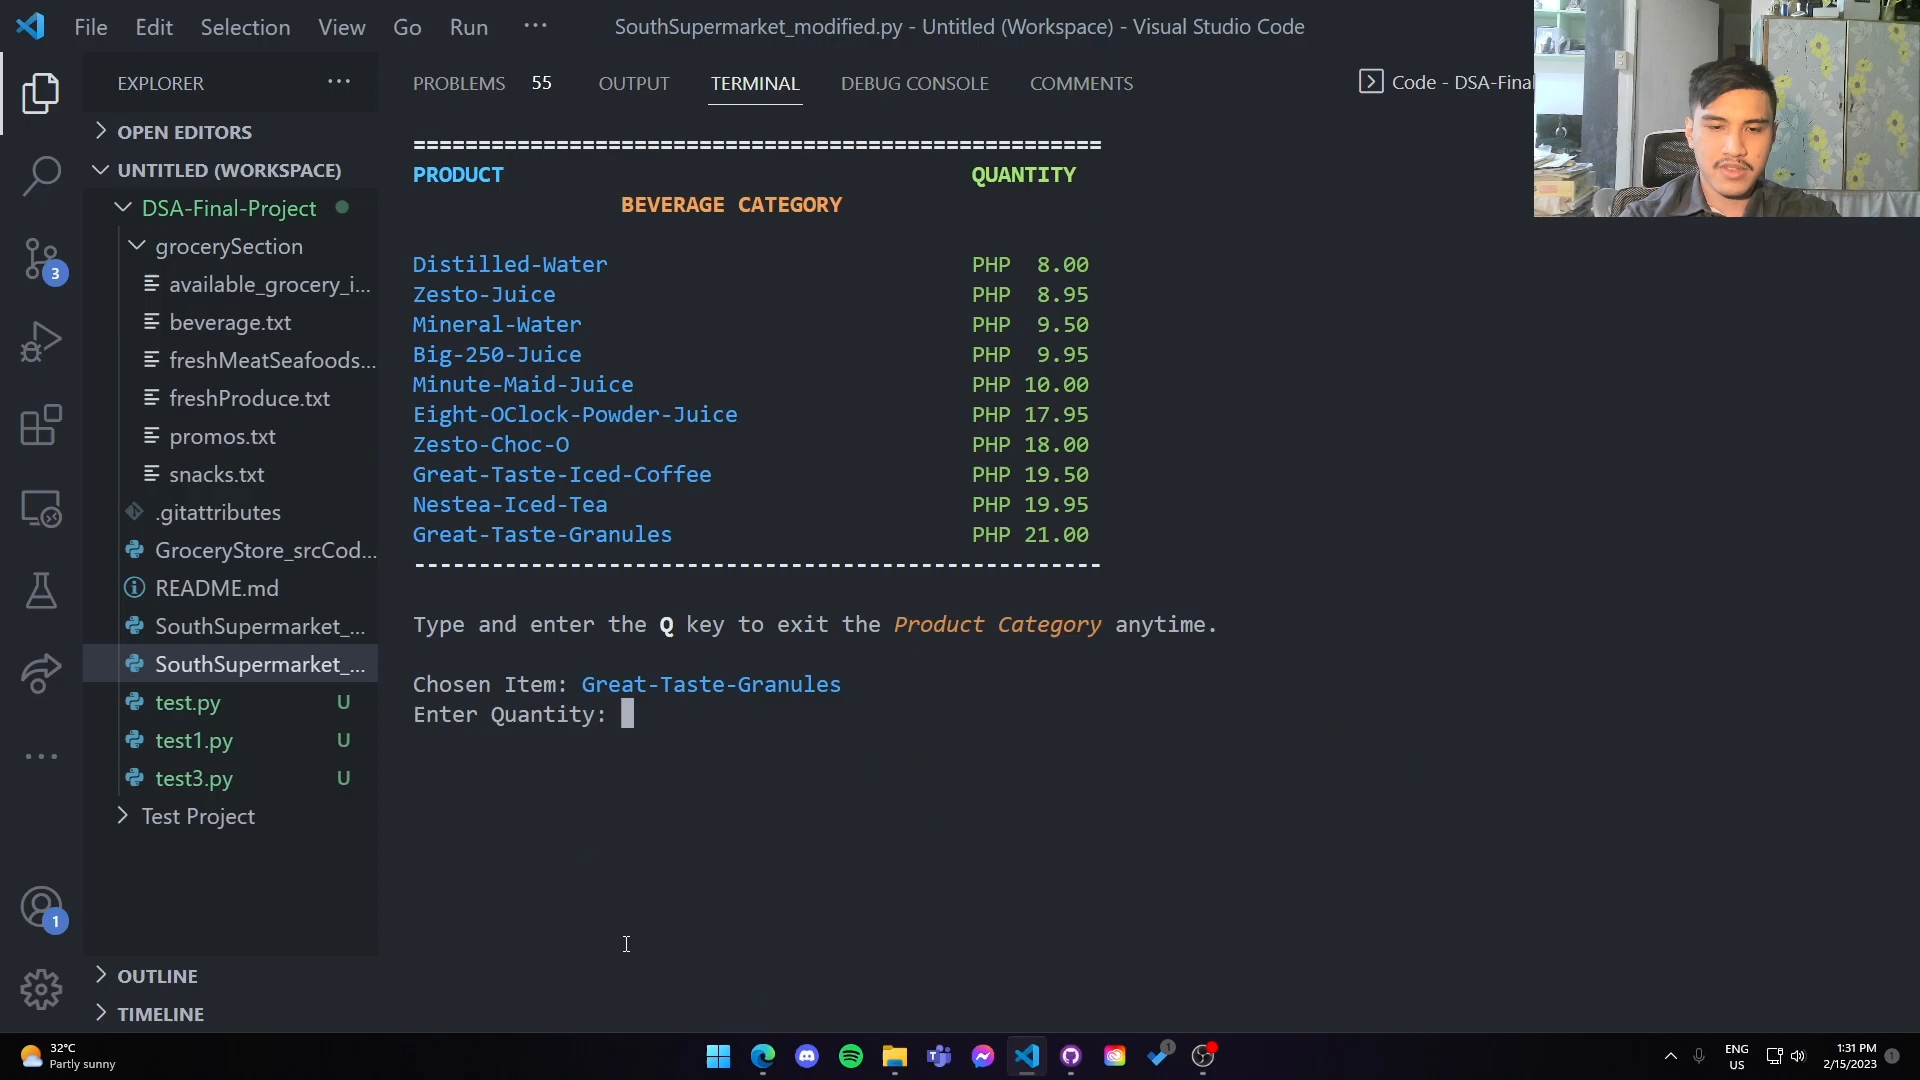 File Edit Selection View Go Run ···
SouthSupermarket_modified.py - Untitled (Workspace) - Visual Studio Code
EXPLORER ···
PROBLEMS 55 OUTPUT TERMINAL DEBUG CONSOLE COMMENTS
Code - DSA-Final
OPEN EDITORS
UNTITLED (WORKSPACE)
DSA-Final-Project
grocerySection
available_grocery_i...
beverage.txt
freshMeatSeafoods...
freshProduce.txt
promos.txt
snacks.txt
.gitattributes
GroceryStore_srcCod...
README.md
SouthSupermarket_...
SouthSupermarket_...
test.py U
test1.py U
test3.py U
Test Project
OUTLINE
TIMELINE
3
1
=====================================================
PRODUCT QUANTITY
BEVERAGE CATEGORY
Distilled-Water PHP 8.00
Zesto-Juice PHP 8.95
Mineral-Water PHP 9.50
Big-250-Juice PHP 9.95
Minute-Maid-Juice PHP 10.00
Eight-OClock-Powder-Juice PHP 17.95
Zesto-Choc-O PHP 18.00
Great-Taste-Iced-Coffee PHP 19.50
Nestea-Iced-Tea PHP 19.95
Great-Taste-Granules PHP 21.00
-----------------------------------------------------
Type and enter the Q key to exit the Product Category anytime.
Chosen Item: Great-Taste-Granules
Enter Quantity:
32°C
Partly sunny
1
ENG
US
1:31 PM
2/15/2023
1